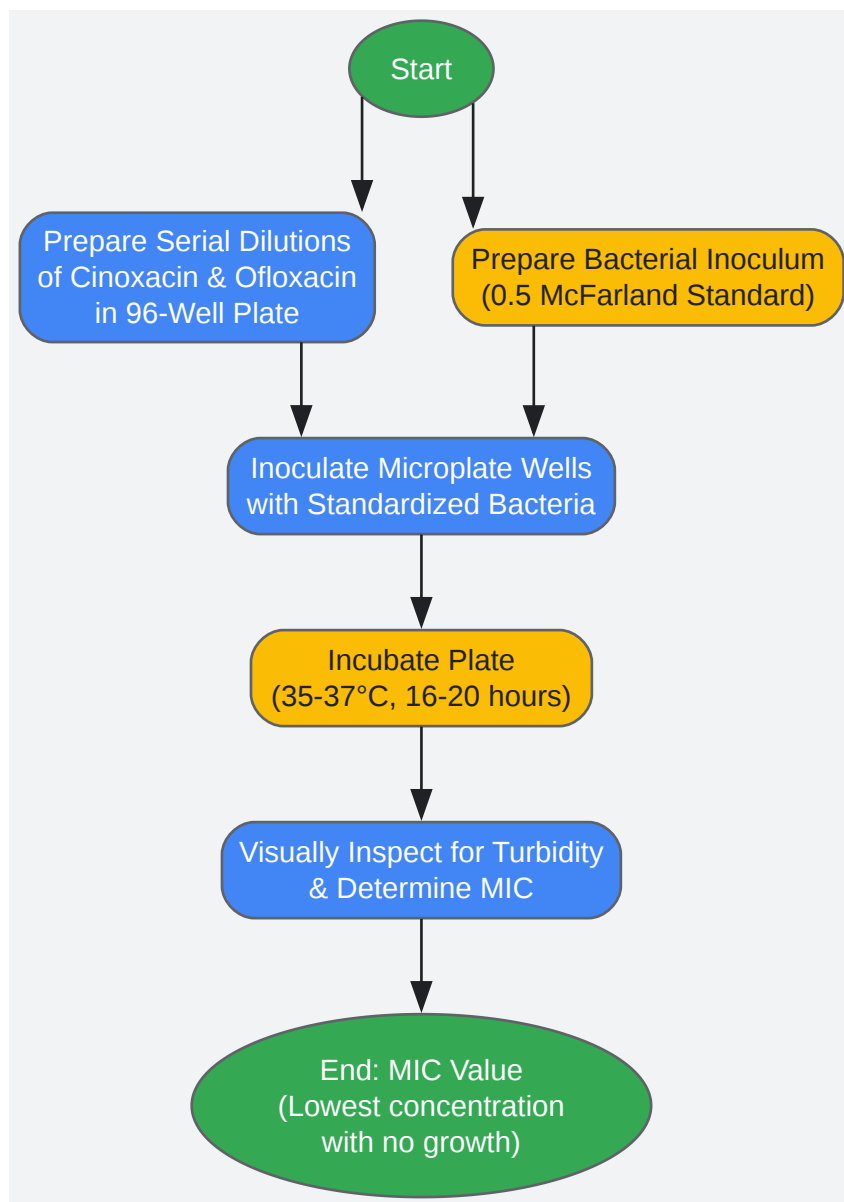 Start
Prepare Serial Dilutions
of Cinoxacin & Ofloxacin
in 96-Well Plate
Prepare Bacterial Inoculum
(0.5 McFarland Standard)
Inoculate Microplate Wells
with Standardized Bacteria
Incubate Plate
(35-37°C, 16-20 hours)
Visually Inspect for Turbidity
& Determine MIC
End: MIC Value
(Lowest concentration
with no growth)